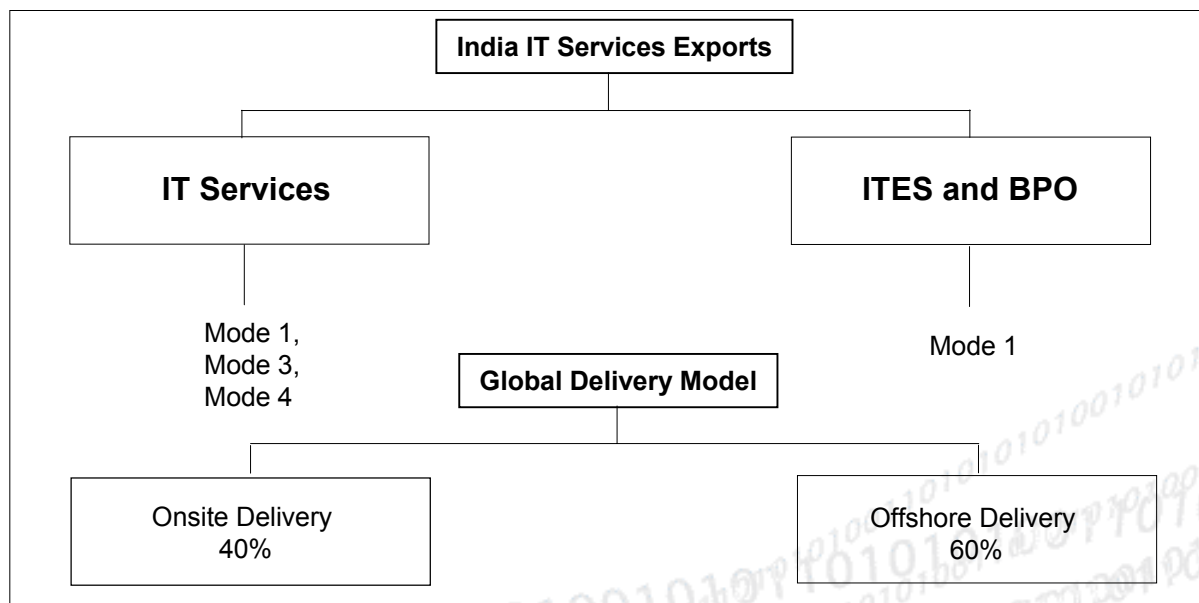 India IT Services Exports
IT Services
ITES and BPO
Mode 1,
Mode 3,
Mode 4
Mode 1
Global Delivery Model
Onsite Delivery
40%
Offshore Delivery
60%